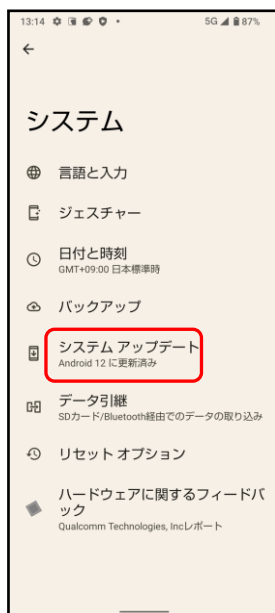 13:14 5G 87%
システム
言語と入力
ジェスチャー
日付と時刻
GMT+09:00 日本標準時
バックアップ
システム アップデート
Android 12 に更新済み
データ引継
SDカード/Bluetooth経由でのデータの取り込み
リセット オプション
ハードウェアに関するフィードバ
ック
Qualcomm Technologies, Incレポート